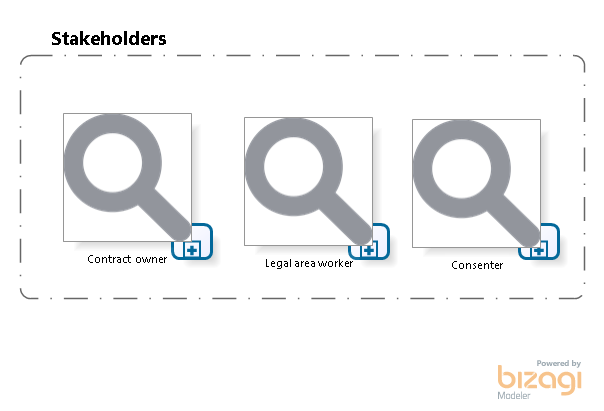 Stakeholders
Contract owner
Legal area worker
Consenter
Powered by
bizagi
Modeler